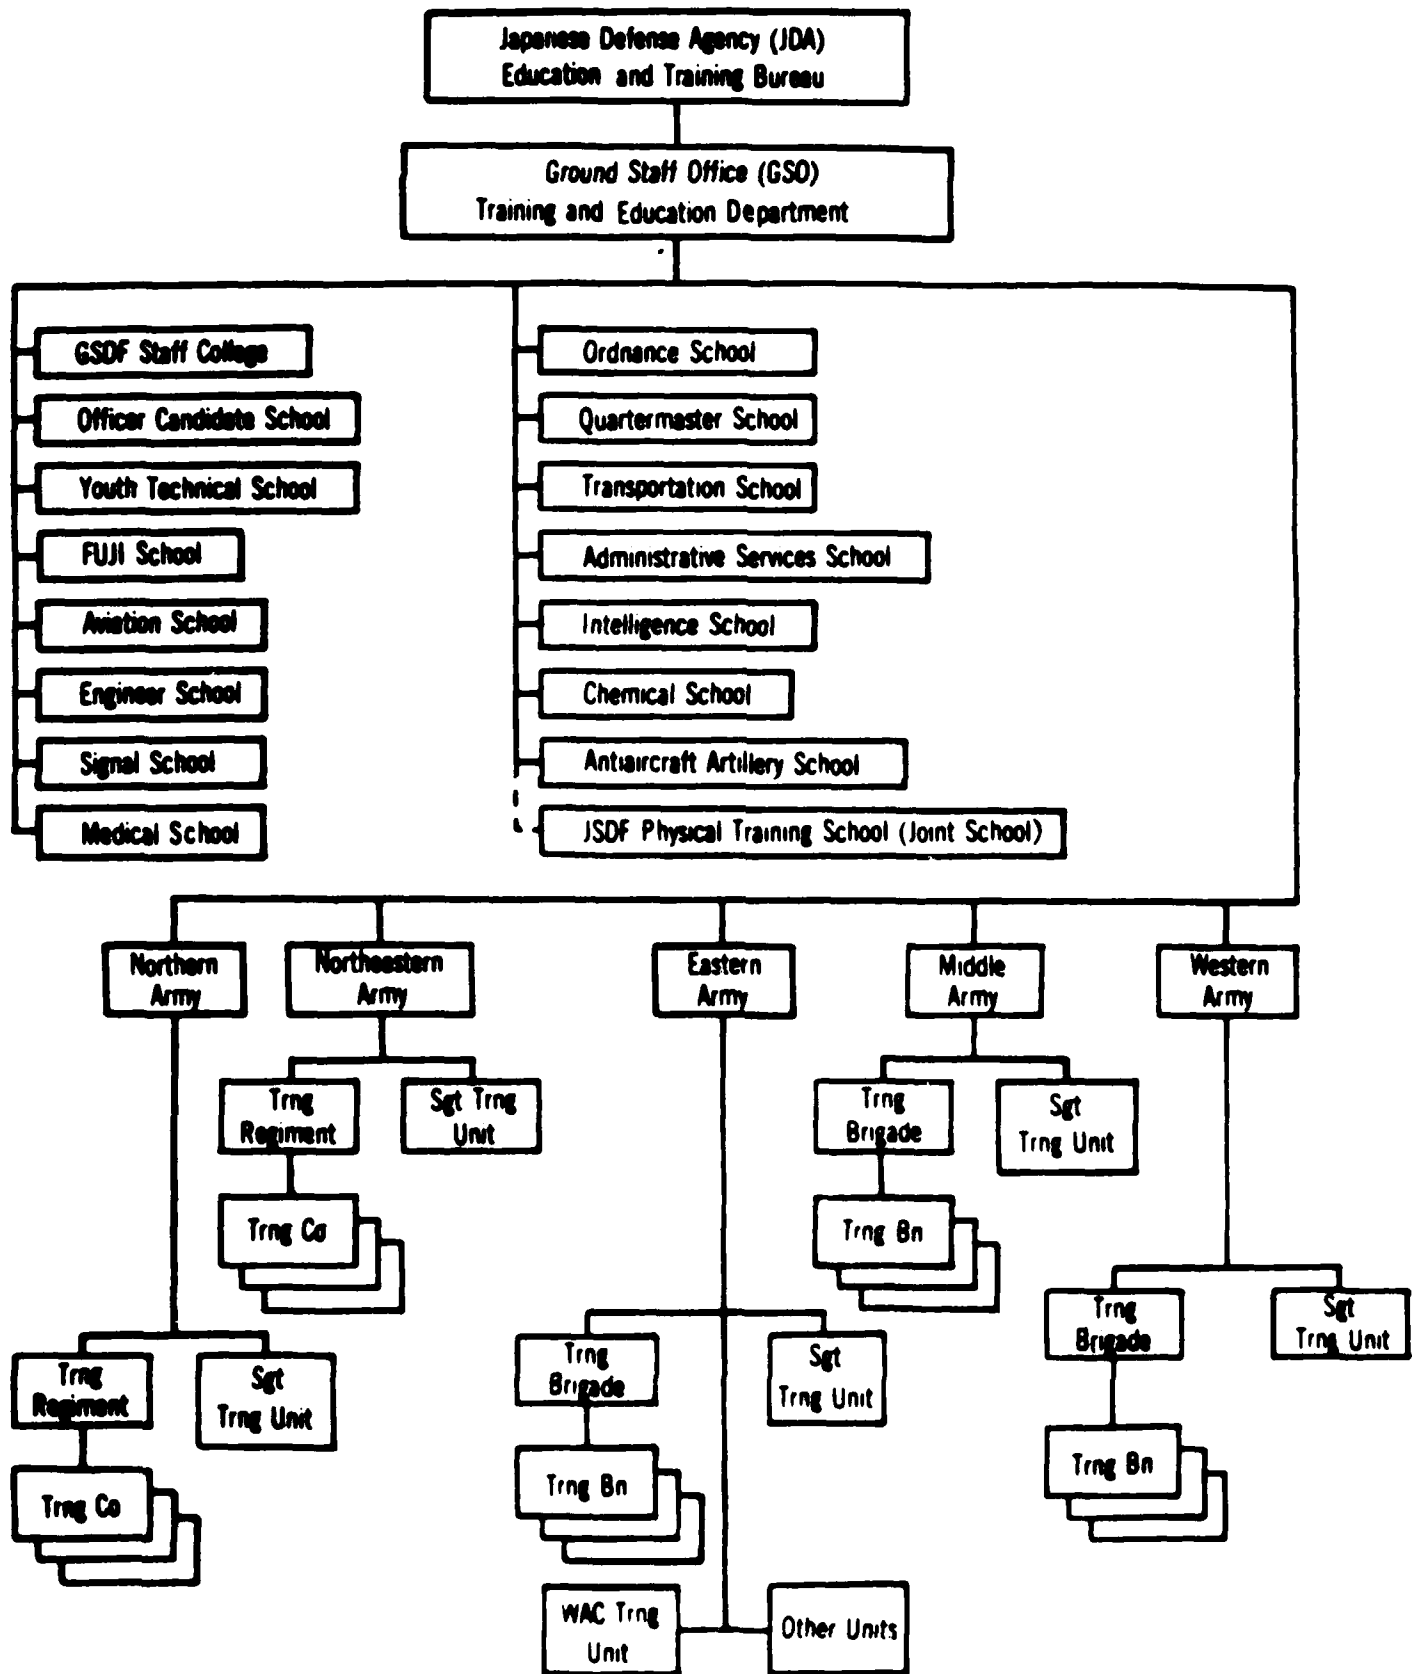 Japanese Defense Agency (JDA)
Education and Training Bureau
Ground Staff Office (GSO)
Training and Education Department
GSDF Staff College
Officer Candidate School
Youth Technical School
FUJI School
Aviation School
Engineer School
Signal School
Medical School
Ordnance School
Quartermaster School
Transportation School
Administrative Services School
Intelligence School
Chemical School
Antiaircraft Artillery School
JSDF Physical Training School (Joint School)
Northern
Army
Northeastern
Army
Eastern
Army
Middle
Army
Western
Army
Trng
Regiment
Sgt Trng
Unit
Trng Co
Trng
Brigade
Sgt
Trng Unit
Trng Bn
Trng
Brigade
Sgt
Trng Unit
Trng Bn
Trng
Regiment
Sgt
Trng Unit
Trng Co
Trng
Brigade
Sgt
Trng Unit
Trng Bn
WAC Trng
Unit
Other Units